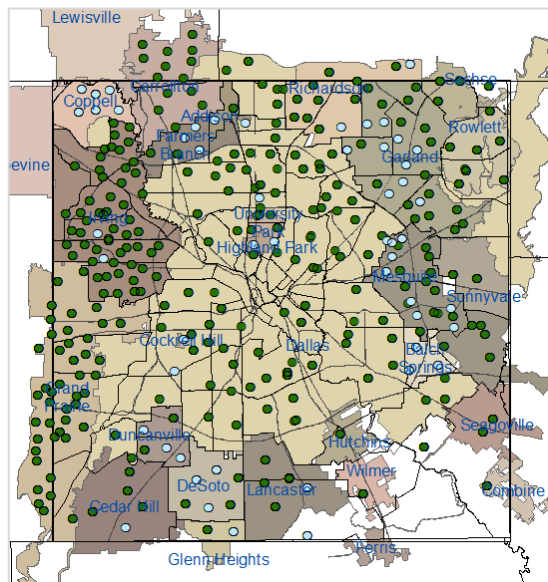 Lewisville
Carrollton
Coppell
Richardson
Sachse
Addison
Rowlett
Farmers
Branch
Garland
evine
Irving
University
Park
Highland Park
Mesquite
Sunnyvale
Cockrell Hill
Dallas
Balch
Springs
Grand
Prairie
Duncanville
Hutchins
Seagoville
Wilmer
DeSoto
Lancaster
Cedar Hill
Combine
Ferris
Glenn Heights